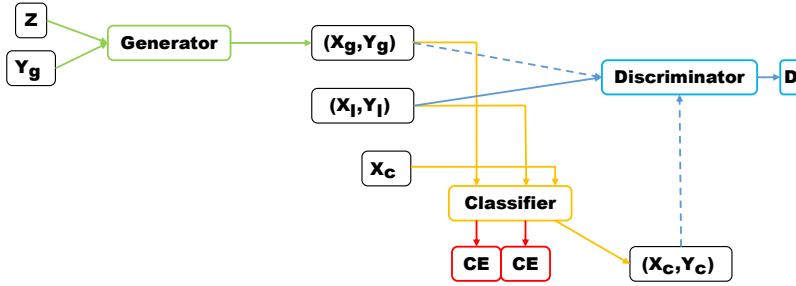 Z
Generator
(Xg,Yg)
Yg
Discriminator
D
(Xl,Yl)
Xc
Classifier
CE
CE
(Xc,Yc)